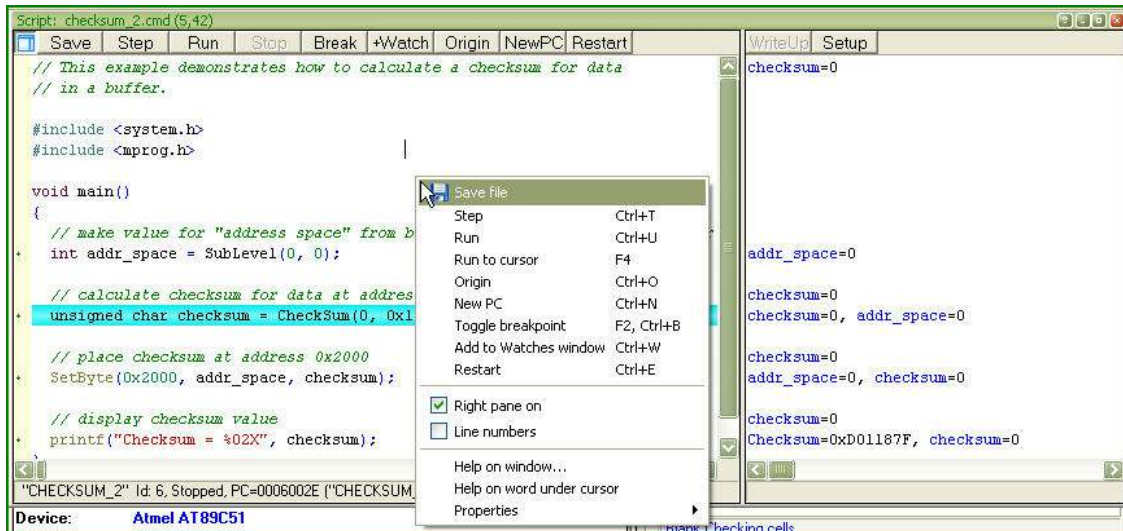 Script: checksum_2.cmd (5,42)
Save Step Run Stop Break +Watch Origin NewPC Restart
WriteUp Setup
// This example demonstrates how to calculate a checksum for data
// in a buffer.
#include <system.h>
#include <mprog.h>
void main()
{
// make value for "address space" from b
int addr_space = SubLevel(0, 0);
// calculate checksum for data at addres
unsigned char checksum = CheckSum(0, 0x1
// place checksum at address 0x2000
SetByte(0x2000, addr_space, checksum);
// display checksum value
printf("Checksum = %02X", checksum);
Save file
Step Ctrl+T
Run Ctrl+U
Run to cursor F4
Origin Ctrl+O
New PC Ctrl+N
Toggle breakpoint F2, Ctrl+B
Add to Watches window Ctrl+W
Restart Ctrl+E
Right pane on
Line numbers
Help on window...
Help on word under cursor
Properties
checksum=0
addr_space=0
checksum=0
checksum=0, addr_space=0
checksum=0
addr_space=0, checksum=0
checksum=0
Checksum=0xD01187F, checksum=0
"CHECKSUM_2" Id: 6, Stopped, PC=0006002E ("CHECKSUM_
Device: Atmel AT89C51
Blank Checking cells